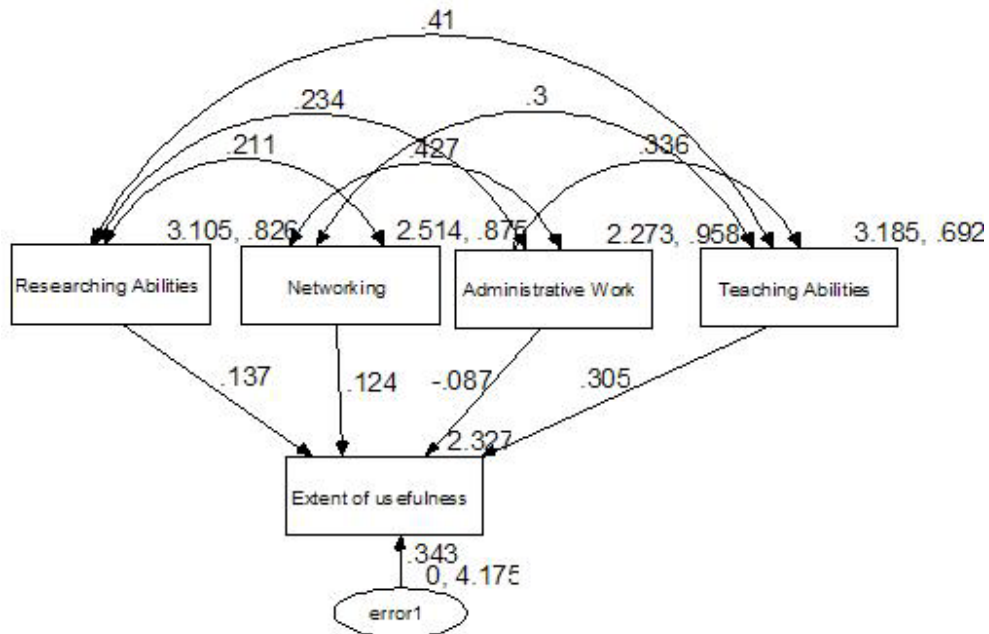 .41
.234
.3
.211
.427
.336
3.105, .826
2.514, .875
2.273, .958
3.185, .692
Researching Abilities
Networking
Administrative Work
Teaching Abilities
.137
.124
-.087
.305
2.327
Extent of usefulness
.343
0, 4.175
error1